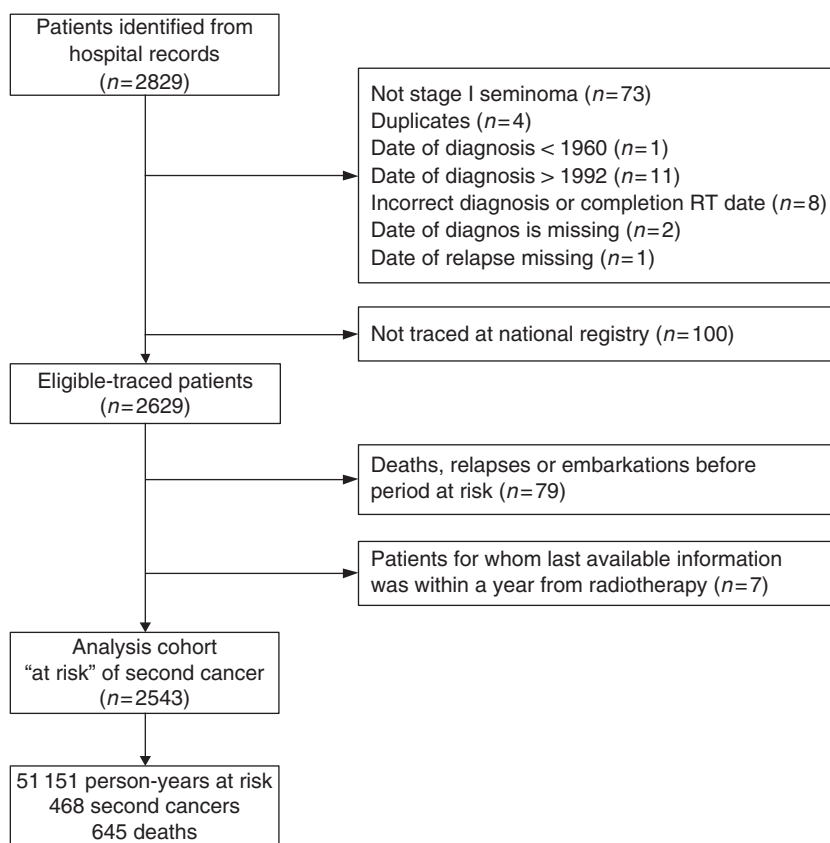 Patients identified from
hospital records
(n=2829)
Not stage I seminoma (n=73)
Duplicates (n=4)
Date of diagnosis < 1960 (n=1)
Date of diagnosis > 1992 (n=11)
Incorrect diagnosis or completion RT date (n=8)
Date of diagnos is missing (n=2)
Date of relapse missing (n=1)
Not traced at national registry (n=100)
Eligible-traced patients
(n=2629)
Deaths, relapses or embarkations before
period at risk (n=79)
Patients for whom last available information
was within a year from radiotherapy (n=7)
Analysis cohort
“at risk” of second cancer
(n=2543)
51 151 person-years at risk
468 second cancers
645 deaths